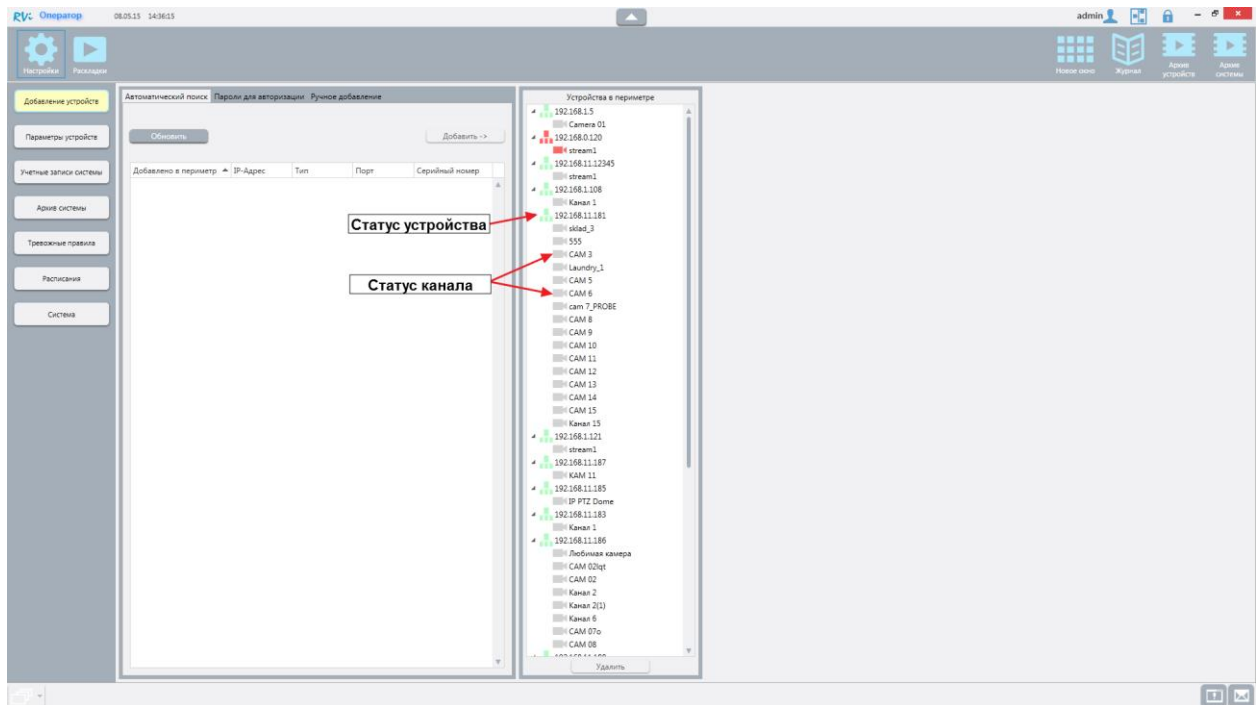 RVi Оператор 08.05.15 14:36:15 admin
Настройки Раскладки Новое окно Журнал Архив устройств Архив системы
Добавление устройств
Параметры устройств
Учетные записи системы
Архив системы
Тревожные правила
Расписания
Система
Автоматический поиск Пароли для авторизации Ручное добавление
Обновить Добавить ->
Добавлено в периметр IP-Адрес Тип Порт Серийный номер
Статус устройства
Статус канала
Устройства в периметре
192.168.1.5
Camera 01
192.168.0.120
stream1
192.168.11.12345
stream1
192.168.1.108
Канал 1
192.168.11.181
sklad_3
555
CAM 3
Laundry_1
CAM 5
CAM 6
cam 7_PROBE
CAM 8
CAM 9
CAM 10
CAM 11
CAM 12
CAM 13
CAM 14
CAM 15
Канал 15
192.168.1.121
stream1
192.168.11.187
KAM 11
192.168.11.185
IP PTZ Dome
192.168.11.183
Канал 1
192.168.11.186
Любимая камера
CAM 02lqt
CAM 02
Канал 2
Канал 2(1)
Канал 6
CAM 07o
CAM 08
Удалить